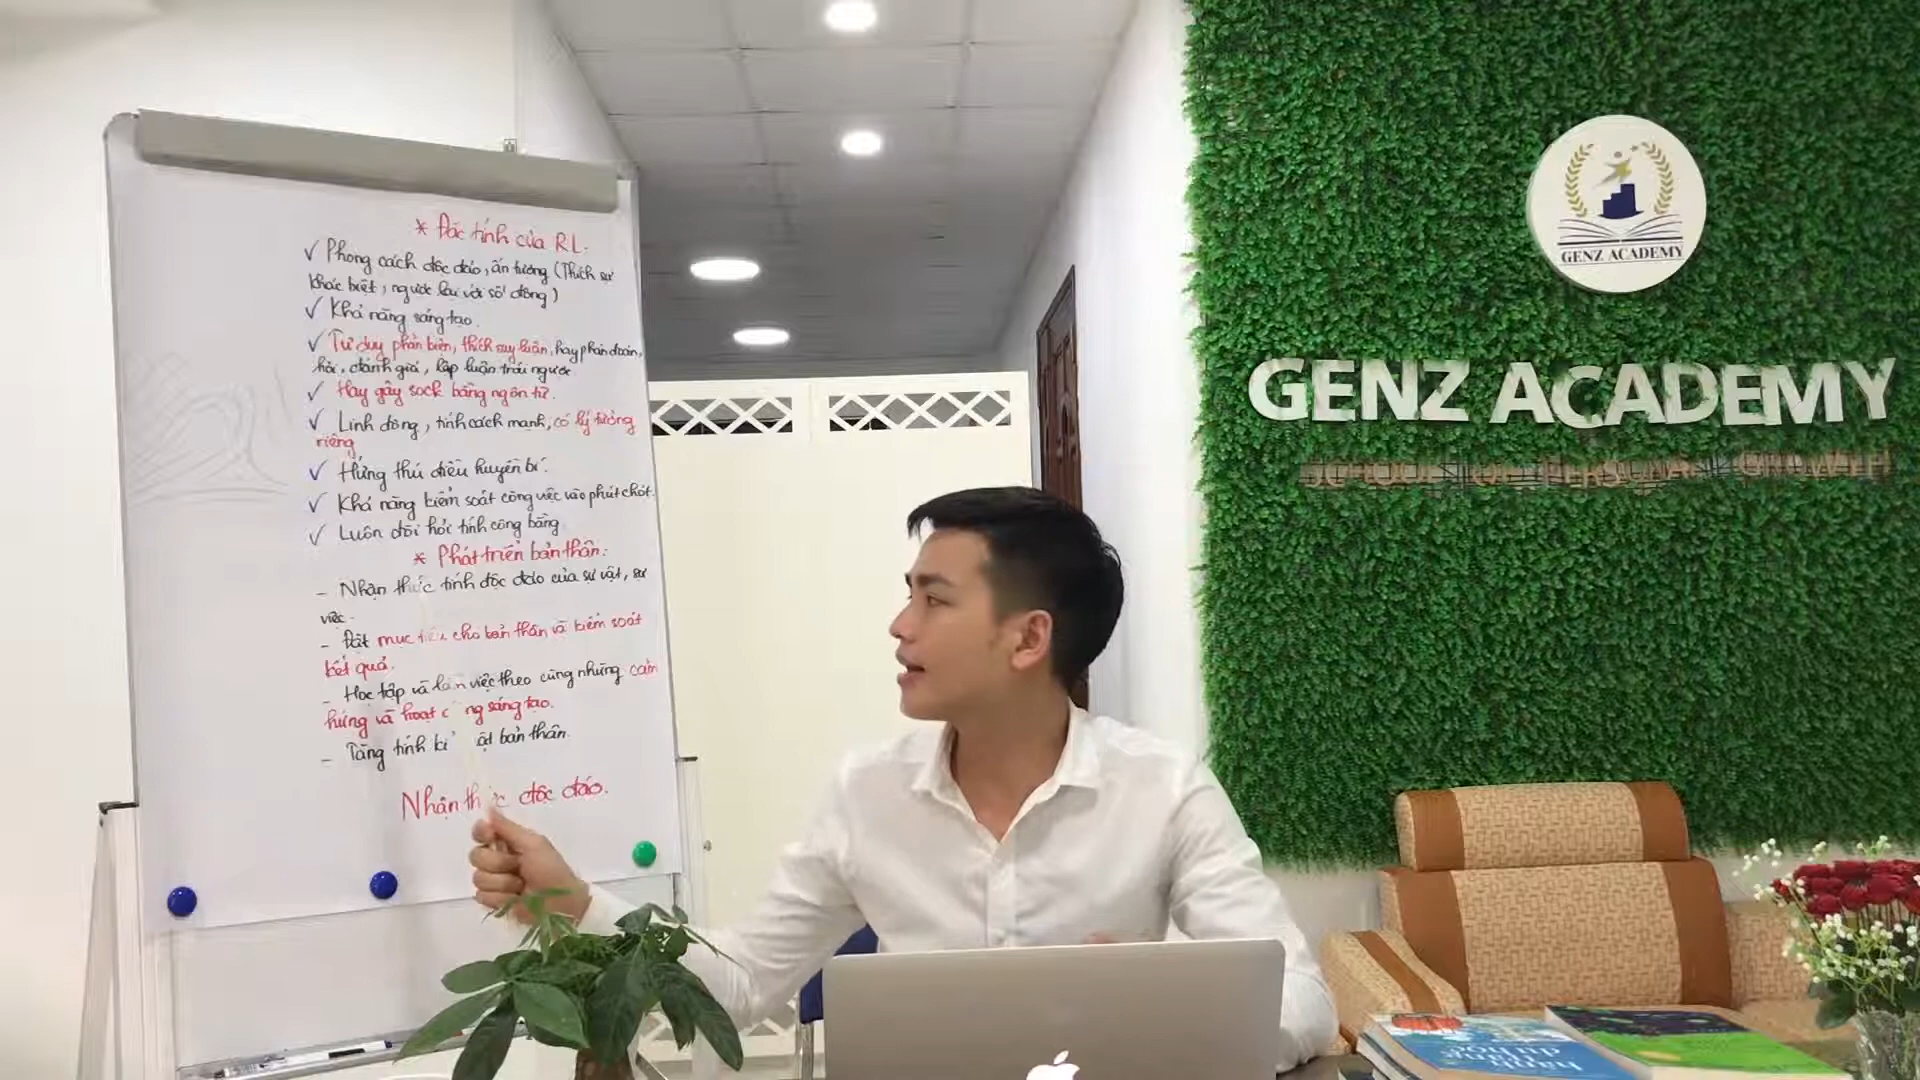 * Đặc tính của RL.
✓ Phong cách độc đáo, ấn tượng (Thích sự
khác biệt, ngược lại với số đông)
✓ Khả năng sáng tạo.
✓ Tư duy phản biện, thích suy luận, hay phán đoán,
hỏi, đánh giá, lập luận trái ngược.
✓ Hay gây sock bằng ngôn từ.
✓ Linh động, tính cách mạnh, có lý tưởng
riêng,
✓ Hứng thú điều huyền bí.
✓ Khả năng kiểm soát công việc vào phút chót.
✓ Luôn đòi hỏi tính công bằng
* Phát triển bản thân:
- Nhận thức tính độc đáo của sự vật, sự
việc.
- Đặt mục tiêu cho bản thân và kiểm soát
kết quả.
- Học tập và làm việc theo cùng những cảm
hứng và hoạt động sáng tạo.
- Tăng tính kỉ luật bản thân.
Nhận thức độc đáo.
GENZ ACADEMY
GENZ ACADEMY
SCHOOL OF PERSONAL GROWTH